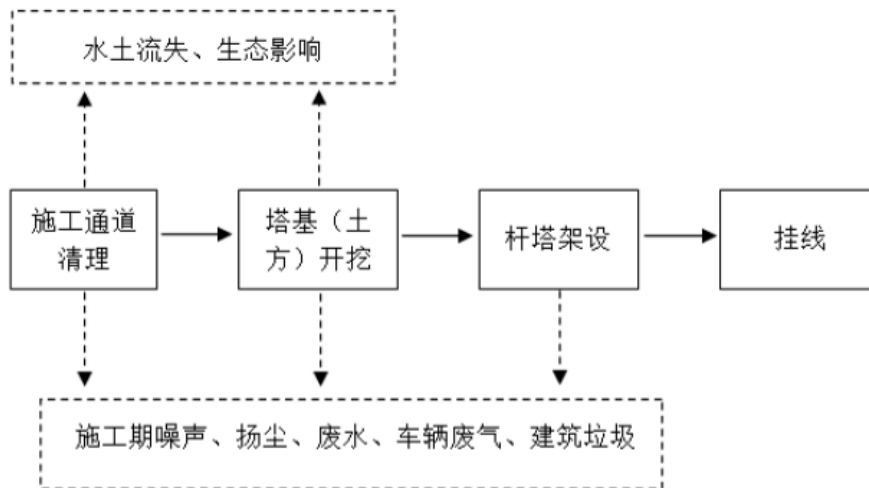 水土流失、生态影响
施工通道
清理
塔基（土
方）开挖
杆塔架设
挂线
施工期噪声、扬尘、废水、车辆废气、建筑垃圾